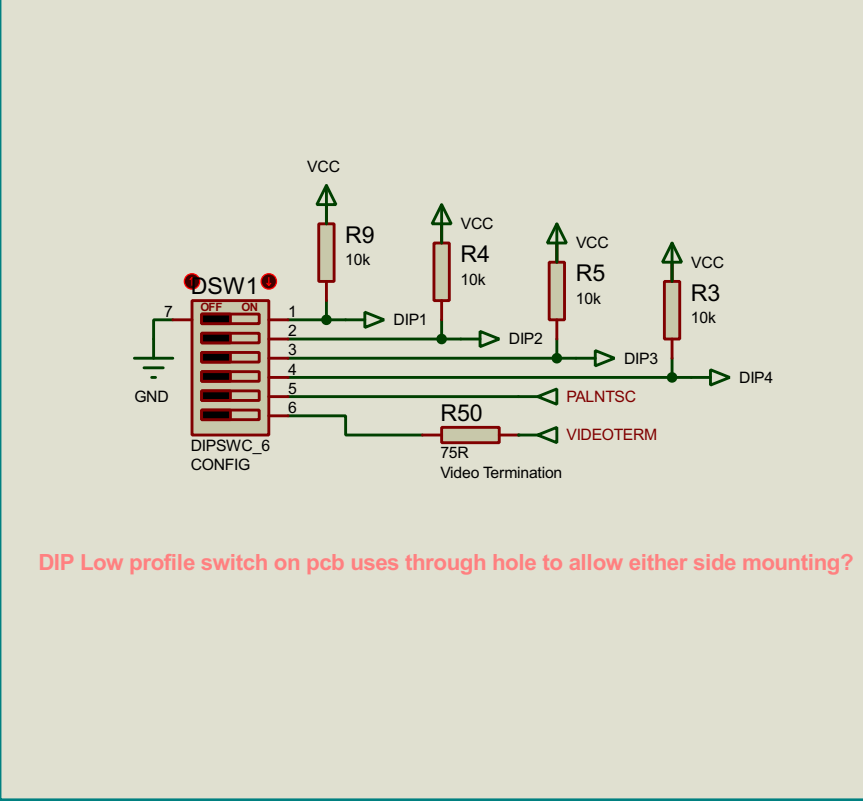 VCC
R9
10k
VCC
R4
10k
VCC
R5
10k
VCC
R3
10k
DSW1
OFF ON
7
1
2
3
4
5
6
DIP1
DIP2
DIP3
DIP4
PALNTSC
VIDEOTERM
GND
R50
75R
Video Termination
DIPSWC_6
CONFIG
DIP Low profile switch on pcb uses through hole to allow either side mounting?